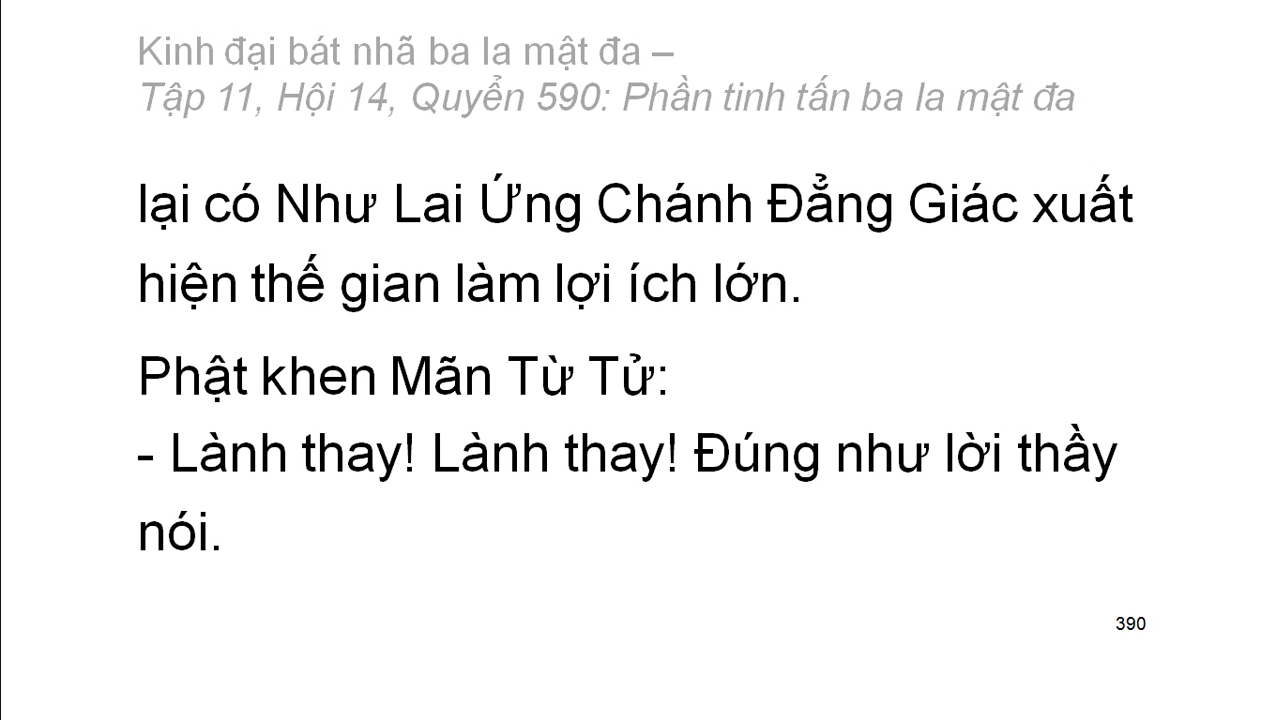 Kinh đại bát nhã ba la mật đa –
Tập 11, Hội 14, Quyển 590: Phần tinh tấn ba la mật đa
lại có Như Lai Ứng Chánh Đẳng Giác xuất
hiện thế gian làm lợi ích lớn.
Phật khen Mãn Từ Tử:
- Lành thay! Lành thay! Đúng như lời thầy
nói.
390